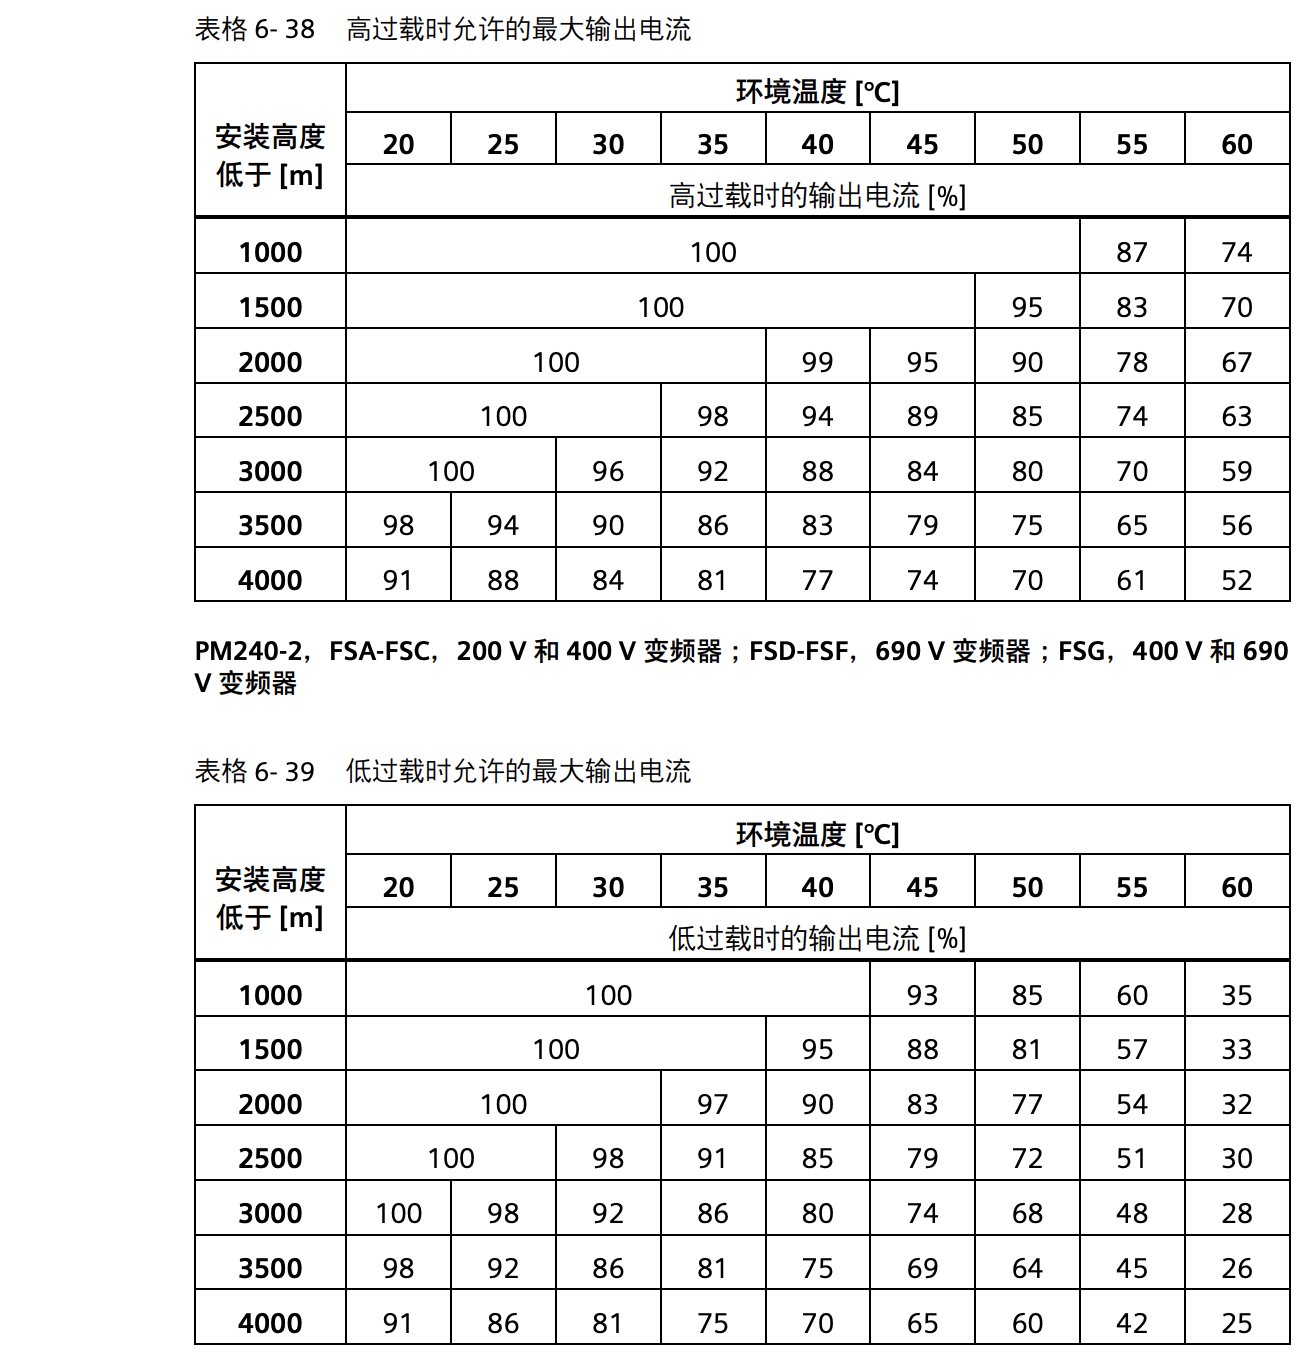 表格 6- 38 高过载时允许的最大输出电流
安装高度
低于 [m]
环境温度 [℃]
20 25 30 35 40 45 50 55 60
高过载时的输出电流 [%]
1000 100 87 74
1500 100 95 83 70
2000 100 99 95 90 78 67
2500 100 98 94 89 85 74 63
3000 100 96 92 88 84 80 70 59
3500 98 94 90 86 83 79 75 65 56
4000 91 88 84 81 77 74 70 61 52
PM240-2，FSA-FSC，200 V 和 400 V 变频器；FSD-FSF，690 V 变频器；FSG，400 V 和 690
V 变频器
表格 6- 39 低过载时允许的最大输出电流
安装高度
低于 [m]
环境温度 [℃]
20 25 30 35 40 45 50 55 60
低过载时的输出电流 [%]
1000 100 93 85 60 35
1500 100 95 88 81 57 33
2000 100 97 90 83 77 54 32
2500 100 98 91 85 79 72 51 30
3000 100 98 92 86 80 74 68 48 28
3500 98 92 86 81 75 69 64 45 26
4000 91 86 81 75 70 65 60 42 25